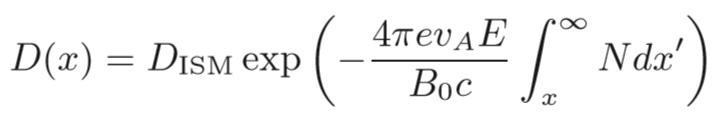 D(x) = D_{\mathrm{ISM}} \exp \left( -\frac{4\pi e v_A E}{B_0 c} \int_x^\infty N dx' \right)